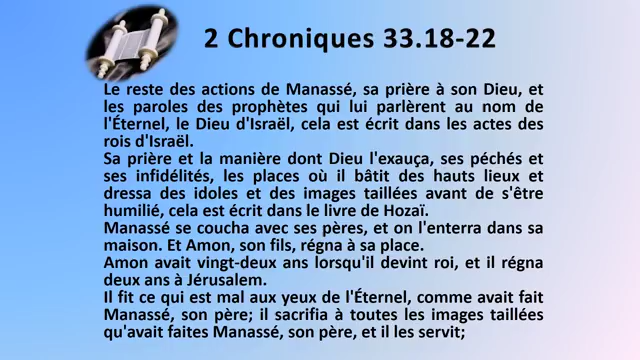 2 Chroniques 33.18-22
Le reste des actions de Manassé, sa prière à son Dieu, et
les paroles des prophètes qui lui parlèrent au nom de
l'Éternel, le Dieu d'Israël, cela est écrit dans les actes des
rois d'Israël.
Sa prière et la manière dont Dieu l'exauça, ses péchés et
ses infidélités, les places où il bâtit des hauts lieux et
dressa des idoles et des images taillées avant de s'être
humilié, cela est écrit dans le livre de Hozaï.
Manassé se coucha avec ses pères, et on l'enterra dans sa
maison. Et Amon, son fils, régna à sa place.
Amon avait vingt-deux ans lorsqu'il devint roi, et il régna
deux ans à Jérusalem.
Il fit ce qui est mal aux yeux de l'Éternel, comme avait fait
Manassé, son père; il sacrifia à toutes les images taillées
qu'avait faites Manassé, son père, et il les servit;